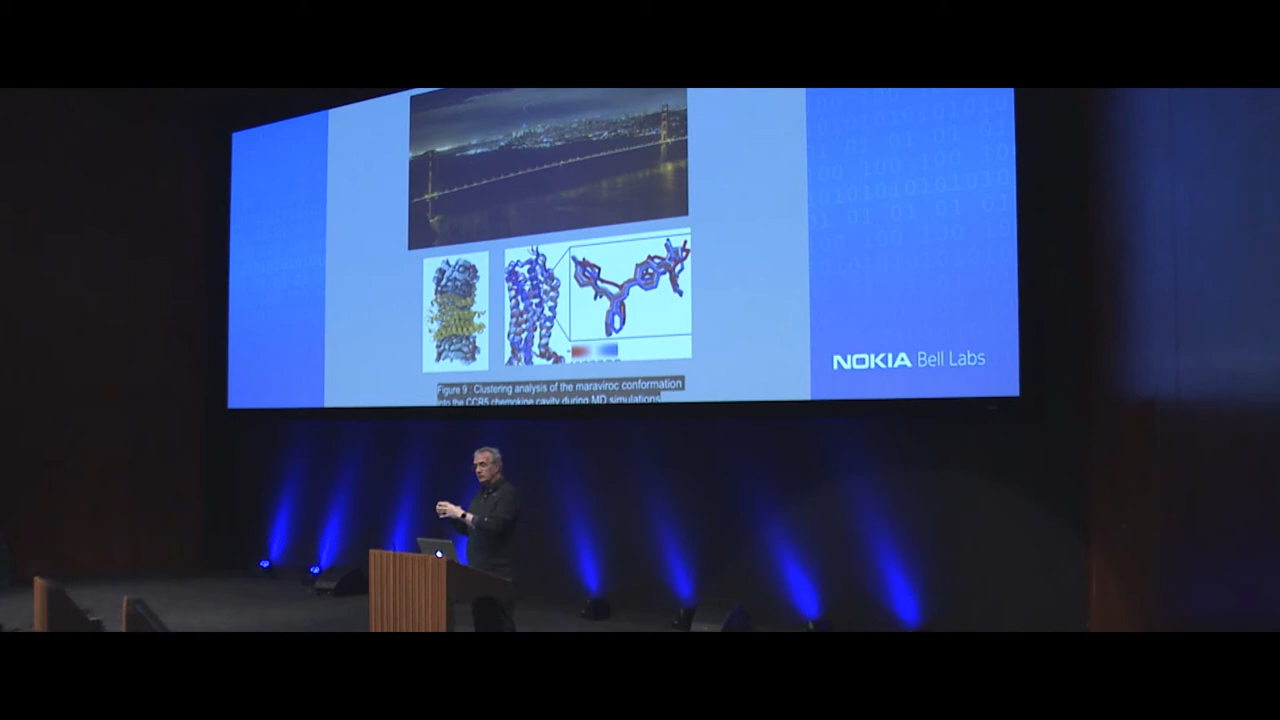 NOKIA Bell Labs
Figure 9 : Clustering analysis of the maraviroc conformation
into the CCR5 chemokine cavity during MD simulations